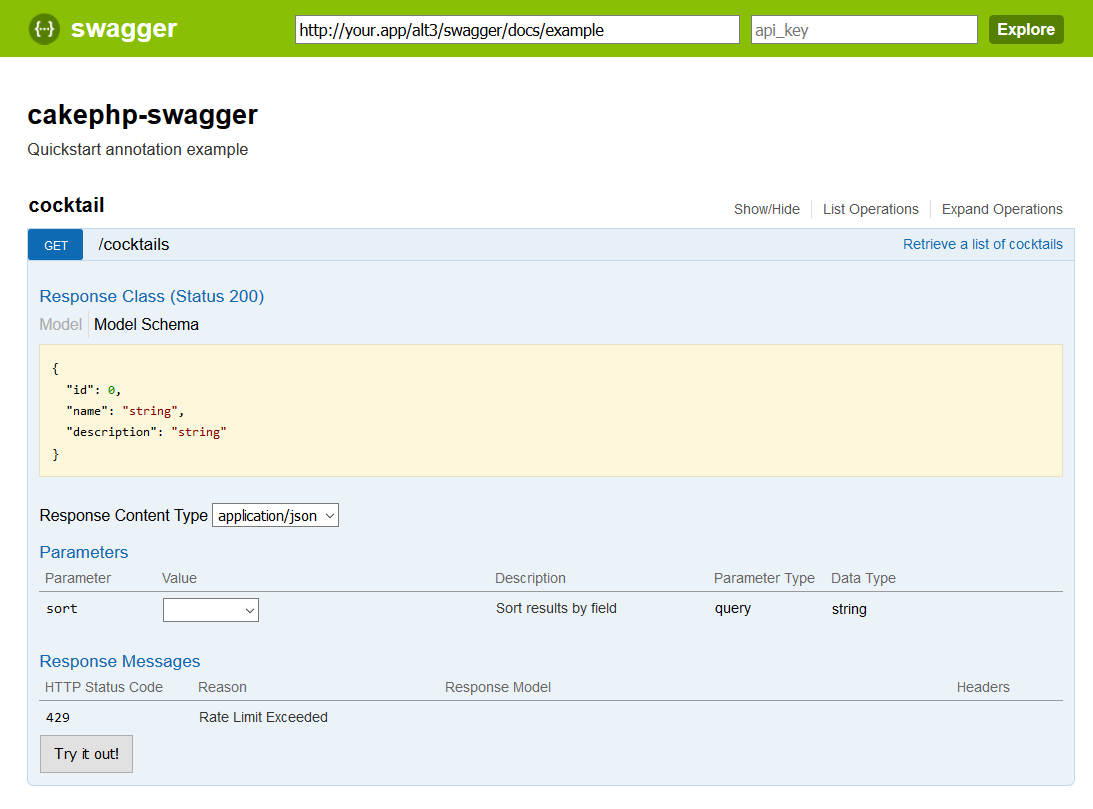 {···} swagger http://your.app/alt3/swagger/docs/example api_key Explore
cakephp-swagger
Quickstart annotation example
cocktail Show/Hide List Operations Expand Operations
GET /cocktails Retrieve a list of cocktails
Response Class (Status 200)
Model Model Schema
{
"id": 0,
"name": "string",
"description": "string"
}
Response Content Type application/json
Parameters
Parameter Value Description Parameter Type Data Type
sort Sort results by field query string
Response Messages
HTTP Status Code Reason Response Model Headers
429 Rate Limit Exceeded
Try it out!